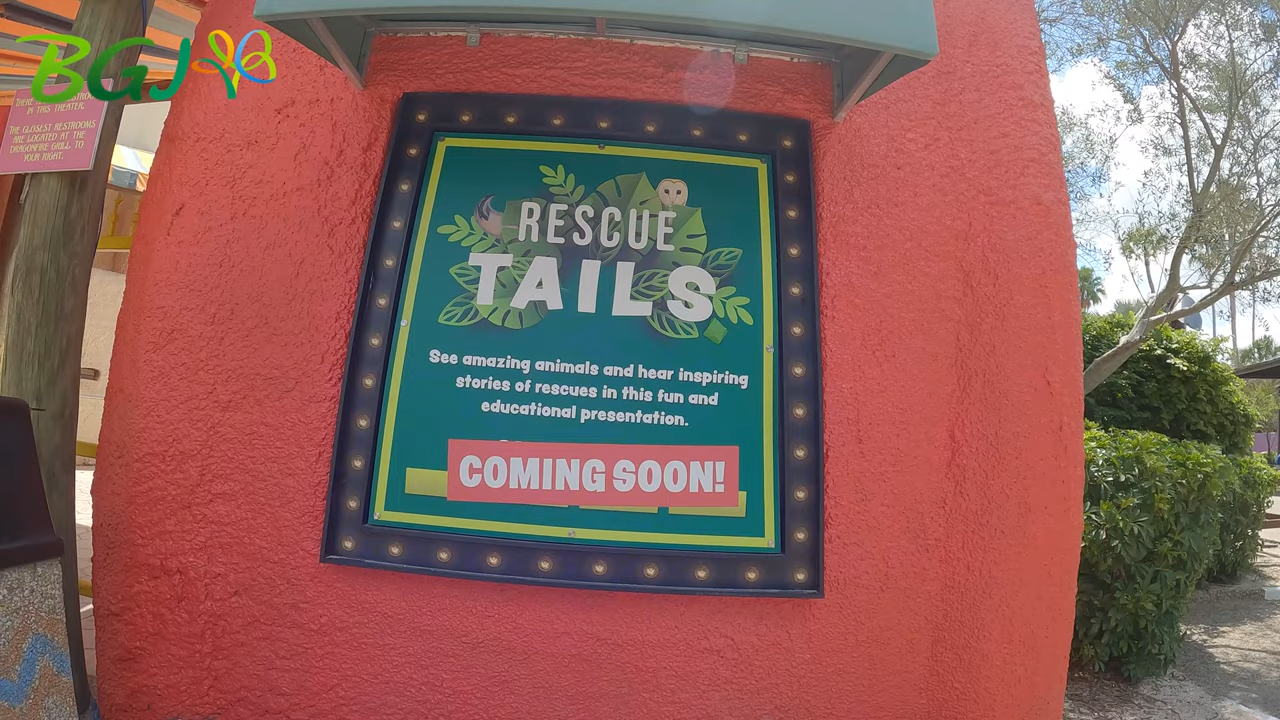 BGJ
IN THIS THEATER.
THE CLOSEST RESTROOMS
ARE LOCATED AT THE
DRAGONFIRE GRILL TO
YOUR RIGHT.
RESCUE
TAILS
See amazing animals and hear inspiring
stories of rescues in this fun and
educational presentation.
COMING SOON!